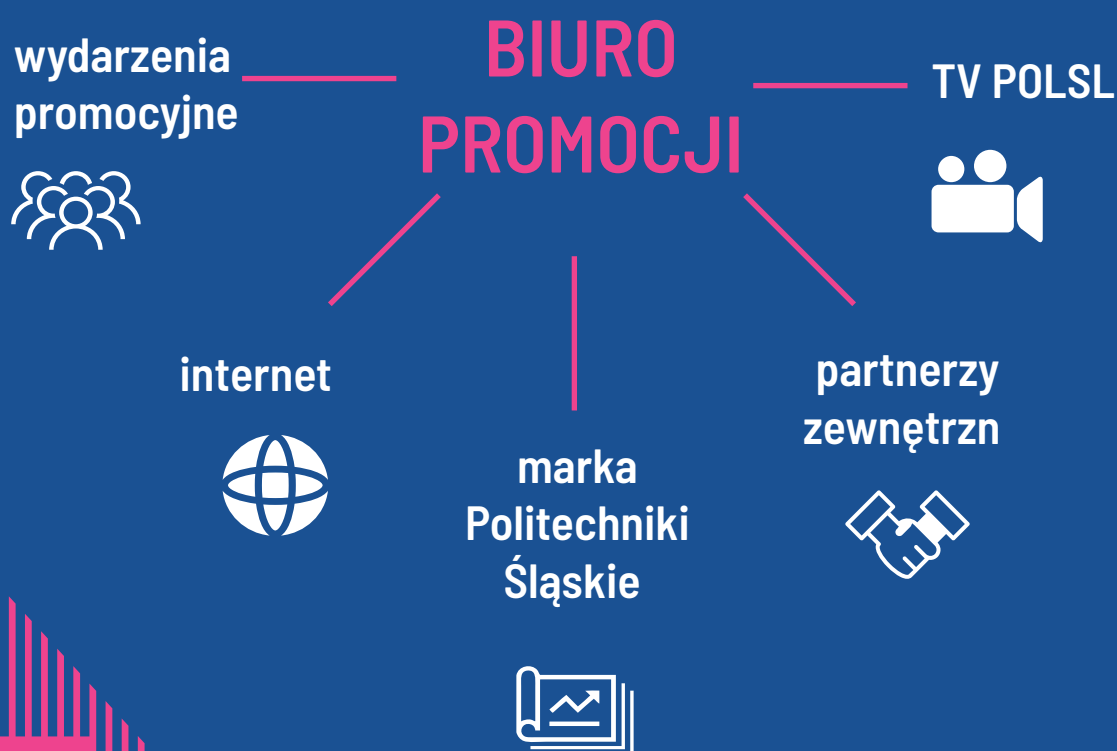 BIURO
PROMOCJI
wydarzenia
promocyjne
TV POLSL
internet
marka
Politechniki
Śląskie
partnerzy
zewnętrzn